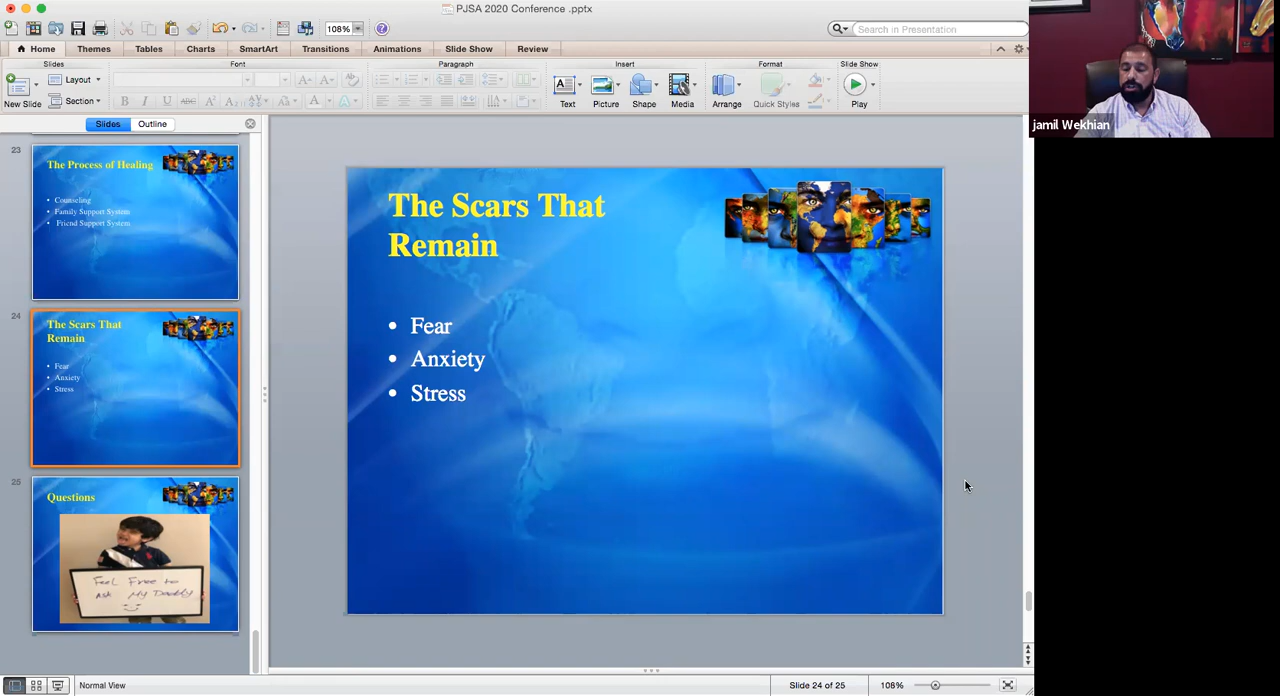 PJSA 2020 Conference .pptx
108%
Search in Presentation
Home
Themes
Tables
Charts
SmartArt
Transitions
Animations
Slide Show
Review
Slides
Font
Paragraph
Insert
Format
Slide Show
New Slide
Layout
Section
B I U ABC
Text
Picture
Shape
Media
Arrange
Quick Styles
Play
jamil Wekhian
Slides
Outline
23
The Process of Healing
• Counseling
• Family Support System
• Friend Support System
24
The Scars That
Remain
• Fear
• Anxiety
• Stress
25
Questions
Feel Free to
Ask My Daddy
The Scars That
Remain
• Fear
• Anxiety
• Stress
Normal View
Slide 24 of 25
108%